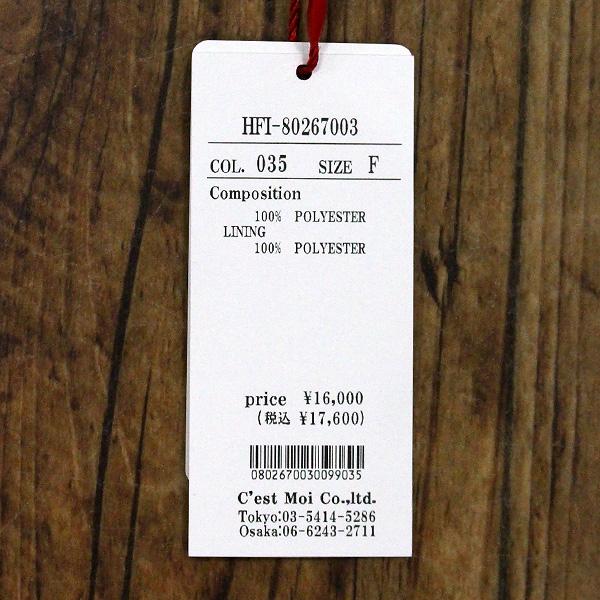 HFI-80267003
COL. 035 SIZE F
Composition
100% POLYESTER
LINING
100% POLYESTER
price ¥16,000
(税込 ¥17,600)
0802670030099035
C'est Moi Co.,ltd.
Tokyo:03-5414-5286
Osaka:06-6243-2711